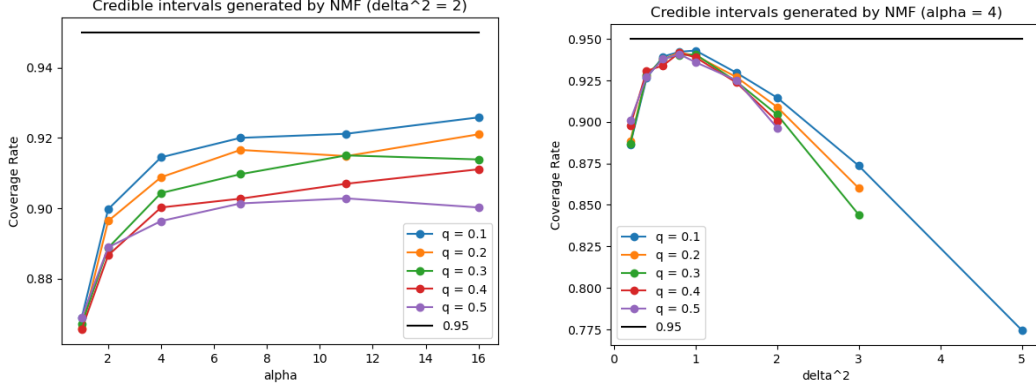 Credible intervals generated by NMF (delta^2 = 2)
Coverage Rate
0.94
0.92
0.90
0.88
2 4 6 8 10 12 14 16
alpha
q = 0.1
q = 0.2
q = 0.3
q = 0.4
q = 0.5
0.95
Credible intervals generated by NMF (alpha = 4)
Coverage Rate
0.950
0.925
0.900
0.875
0.850
0.825
0.800
0.775
0 1 2 3 4 5
delta^2
q = 0.1
q = 0.2
q = 0.3
q = 0.4
q = 0.5
0.95